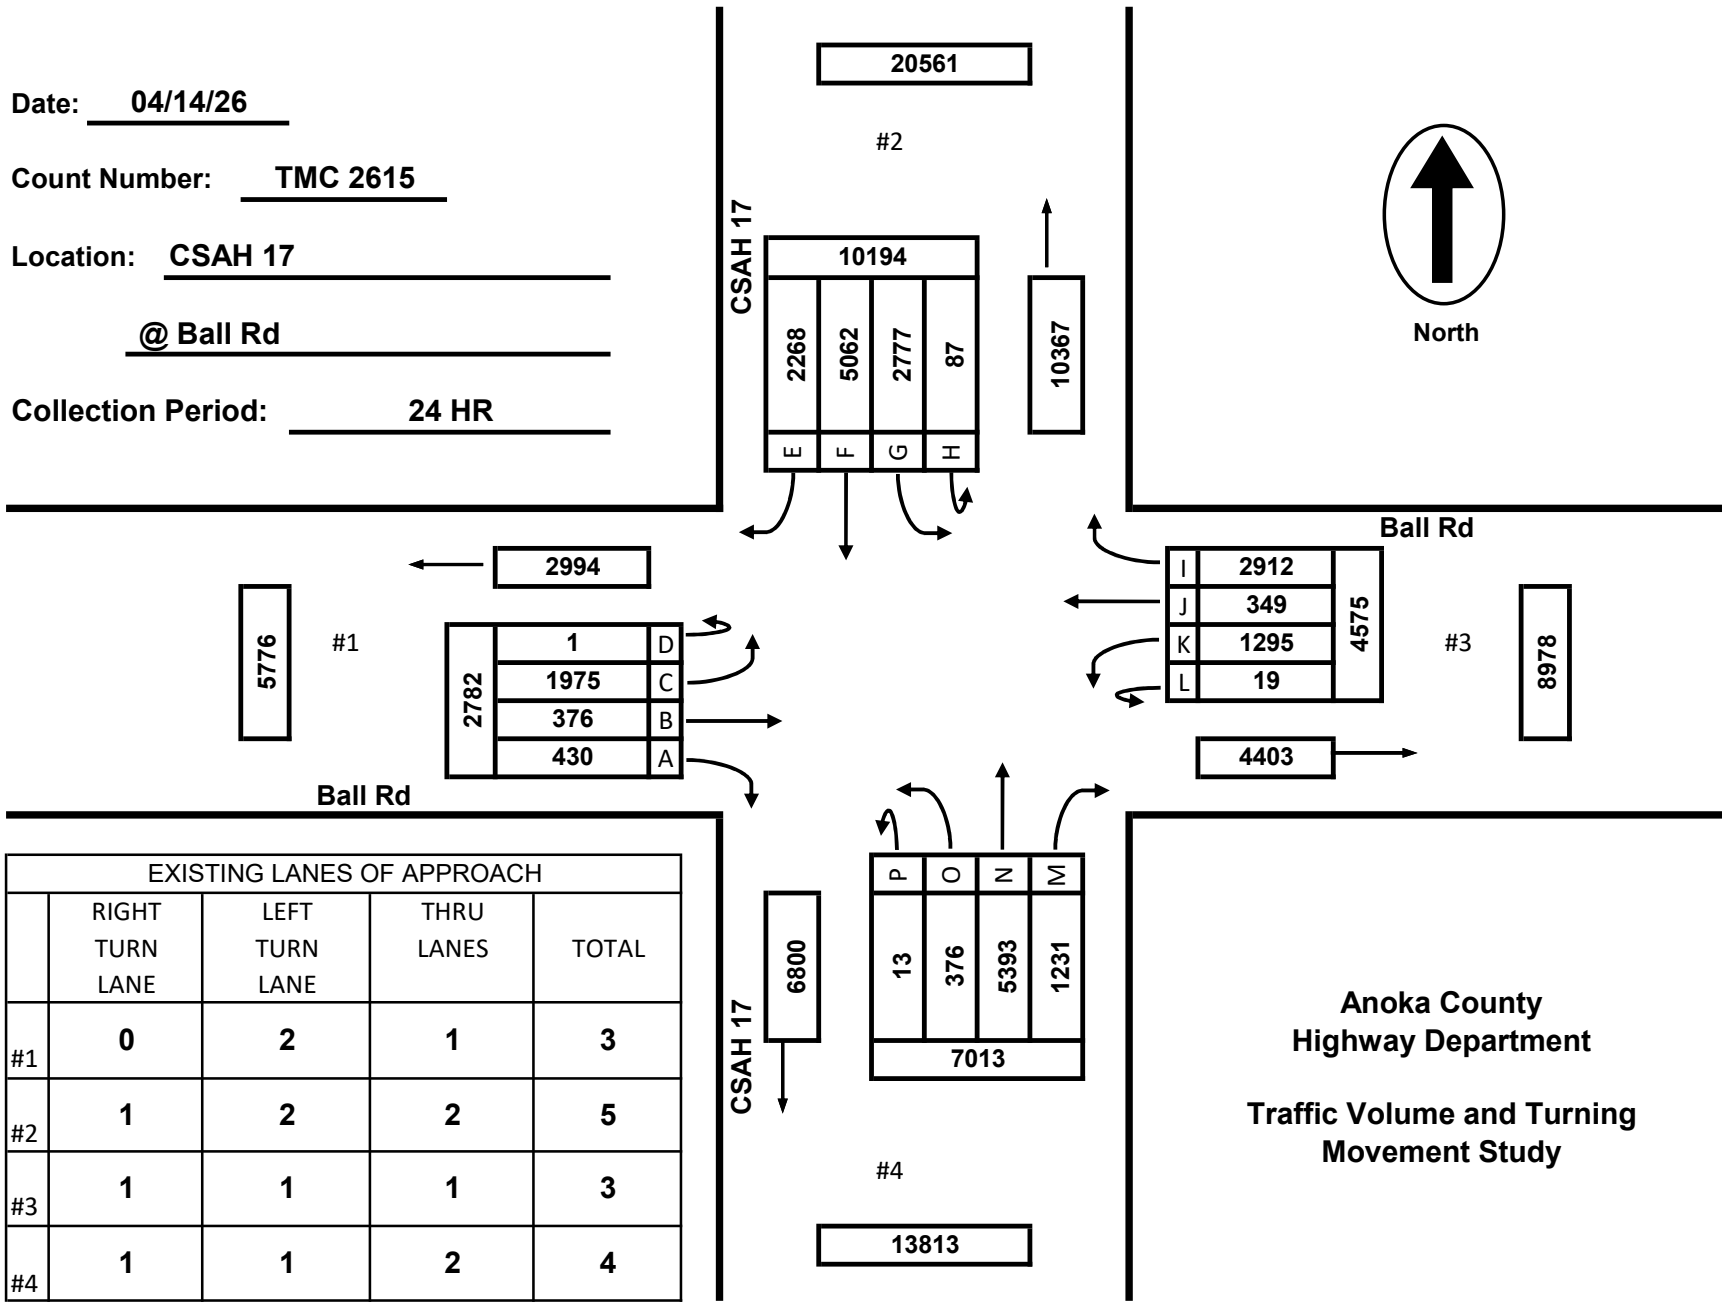 Date: 04/14/26
Count Number: TMC 2615
Location: CSAH 17
@ Ball Rd
Collection Period: 24 HR
20561
#2
CSAH 17
10194
2268 5062 2777 87
E F G H
10367
North
Ball Rd
2994
5776
#1
2782
1 D
1975 C
376 B
430 A
Ball Rd
I 2912
J 349
K 1295
L 19
4575
#3
8978
4403
P O N M
13 376 5393 1231
7013
6800
CSAH 17
#4
13813
EXISTING LANES OF APPROACH
RIGHT LEFT THRU
TURN TURN LANES TOTAL
LANE LANE
#1 0 2 1 3
#2 1 2 2 5
#3 1 1 1 3
#4 1 1 2 4
Anoka County
Highway Department
Traffic Volume and Turning
Movement Study